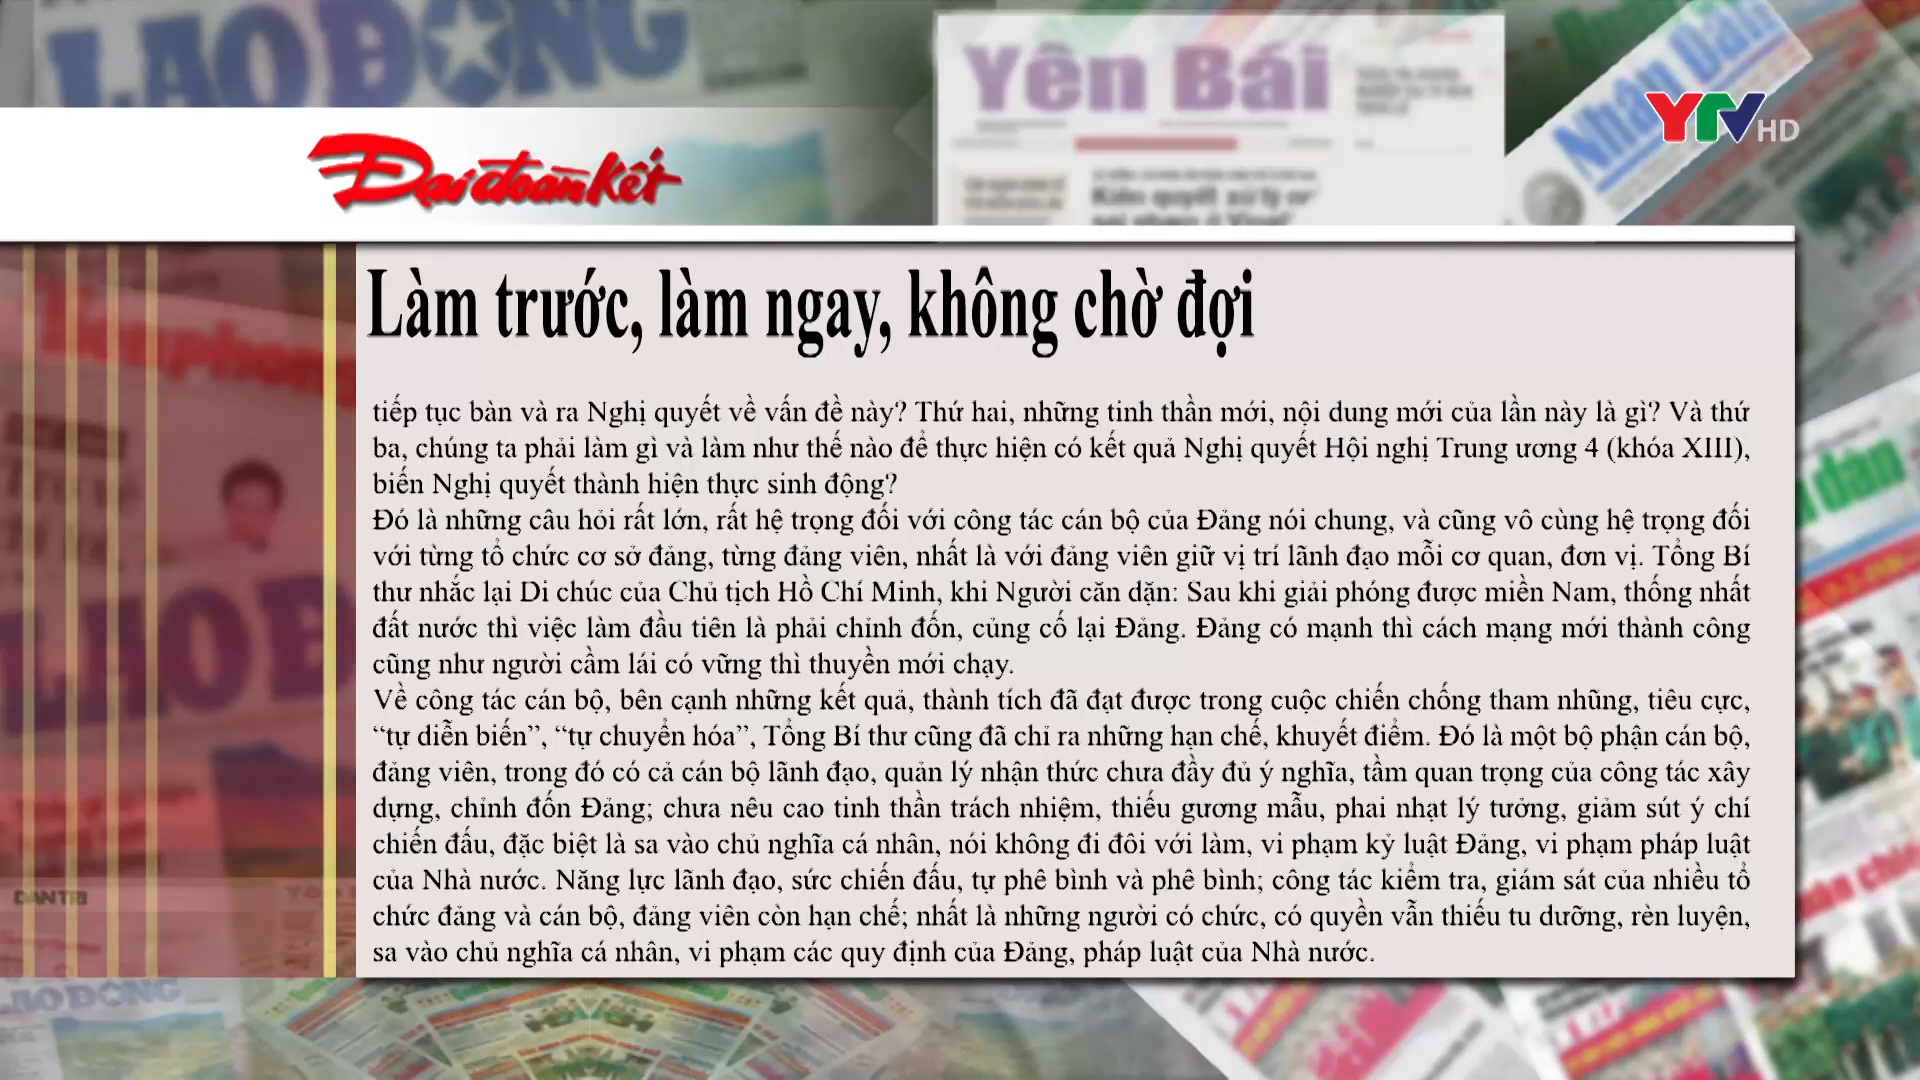 LAO ĐỘNG
Yên Bái
Nhân Dân
YTV HD
Đại đoàn kết
Kiên quyết xử lý
Làm trước, làm ngay, không chờ đợi
tiếp tục bàn và ra Nghị quyết về vấn đề này? Thứ hai, những tinh thần mới, nội dung mới của lần này là gì? Và thứ
ba, chúng ta phải làm gì và làm như thế nào để thực hiện có kết quả Nghị quyết Hội nghị Trung ương 4 (khóa XIII),
biến Nghị quyết thành hiện thực sinh động?
Đó là những câu hỏi rất lớn, rất hệ trọng đối với công tác cán bộ của Đảng nói chung, và cũng vô cùng hệ trọng đối
với từng tổ chức cơ sở đảng, từng đảng viên, nhất là với đảng viên giữ vị trí lãnh đạo mỗi cơ quan, đơn vị. Tổng Bí
thư nhắc lại Di chúc của Chủ tịch Hồ Chí Minh, khi Người căn dặn: Sau khi giải phóng được miền Nam, thống nhất
đất nước thì việc làm đầu tiên là phải chỉnh đốn, củng cố lại Đảng. Đảng có mạnh thì cách mạng mới thành công
cũng như người cầm lái có vững thì thuyền mới chạy.
Về công tác cán bộ, bên cạnh những kết quả, thành tích đã đạt được trong cuộc chiến chống tham nhũng, tiêu cực,
“tự diễn biến”, “tự chuyển hóa”, Tổng Bí thư cũng đã chỉ ra những hạn chế, khuyết điểm. Đó là một bộ phận cán bộ,
đảng viên, trong đó có cả cán bộ lãnh đạo, quản lý nhận thức chưa đầy đủ ý nghĩa, tầm quan trọng của công tác xây
dựng, chỉnh đốn Đảng; chưa nêu cao tinh thần trách nhiệm, thiếu gương mẫu, phai nhạt lý tưởng, giảm sút ý chí
chiến đấu, đặc biệt là sa vào chủ nghĩa cá nhân, nói không đi đôi với làm, vi phạm kỷ luật Đảng, vi phạm pháp luật
của Nhà nước. Năng lực lãnh đạo, sức chiến đấu, tự phê bình và phê bình; công tác kiểm tra, giám sát của nhiều tổ
chức đảng và cán bộ, đảng viên còn hạn chế; nhất là những người có chức, có quyền vẫn thiếu tu dưỡng, rèn luyện,
sa vào chủ nghĩa cá nhân, vi phạm các quy định của Đảng, pháp luật của Nhà nước.
LAO ĐỘNG
DANTRI
LAO ĐỘNG